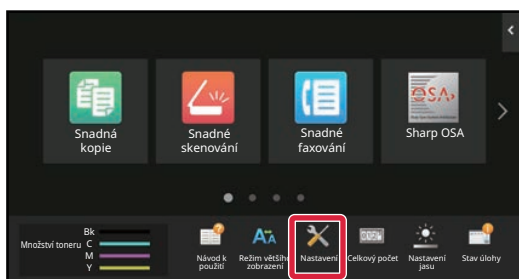 Snadná
kopie
Snadné
skenování
Snadné
faxování
OSA
Sharp OSA
Množství toneru
Bk
C
M
Y
Návod k
použití
Režim většího
zobrazení
Nastavení
Celkový počet
Nastavení
jasu
Stav úlohy